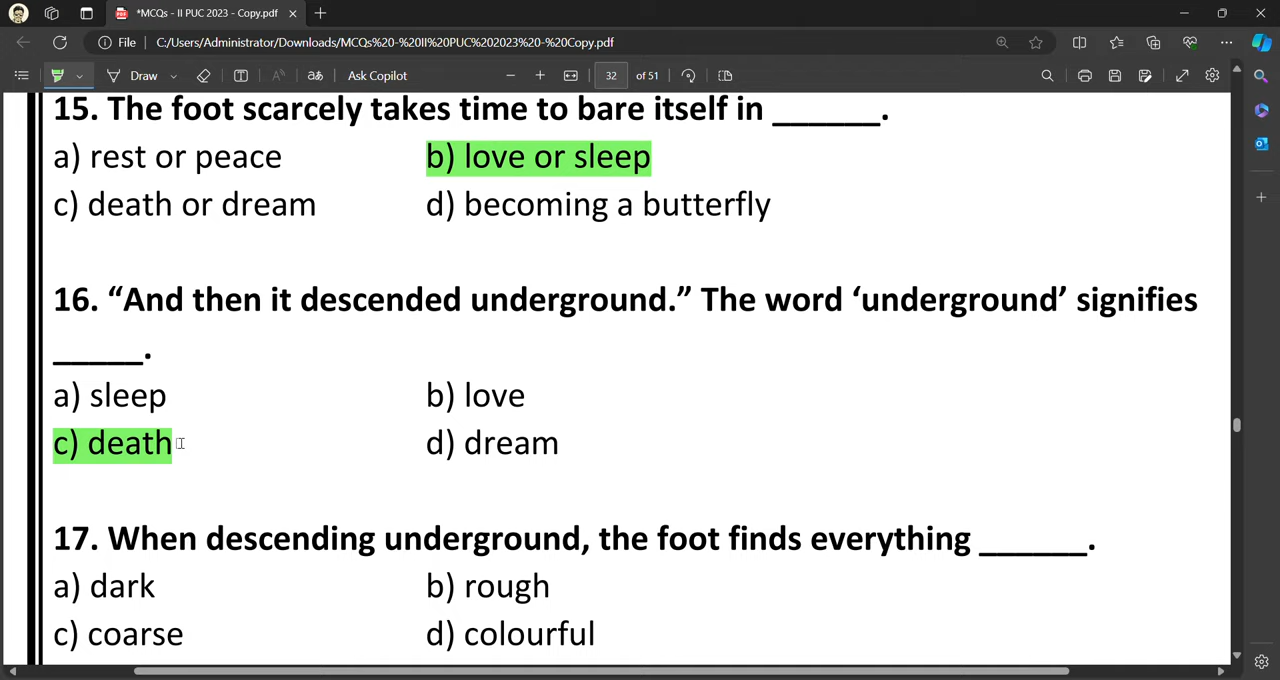 *MCQs - II PUC 2023 - Copy.pdf
File C:/Users/Administrator/Downloads/MCQs%20-%20II%20PUC%202023%20-%20Copy.pdf
Draw Ask Copilot 32 of 51
15. The foot scarcely takes time to bare itself in ______.
a) rest or peace b) love or sleep
c) death or dream d) becoming a butterfly
16. “And then it descended underground.” The word ‘underground’ signifies
_____.
a) sleep b) love
c) death d) dream
17. When descending underground, the foot finds everything ______.
a) dark b) rough
c) coarse d) colourful